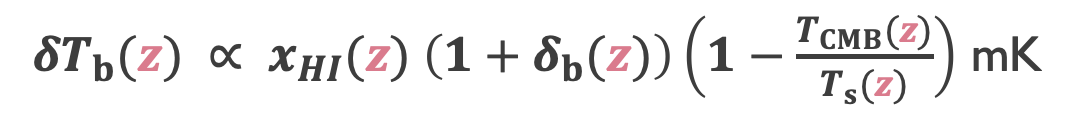 δT_b(z) ∝ x_HI(z) (1 + δ_b(z)) (1 − T_CMB(z)/T_s(z)) mK